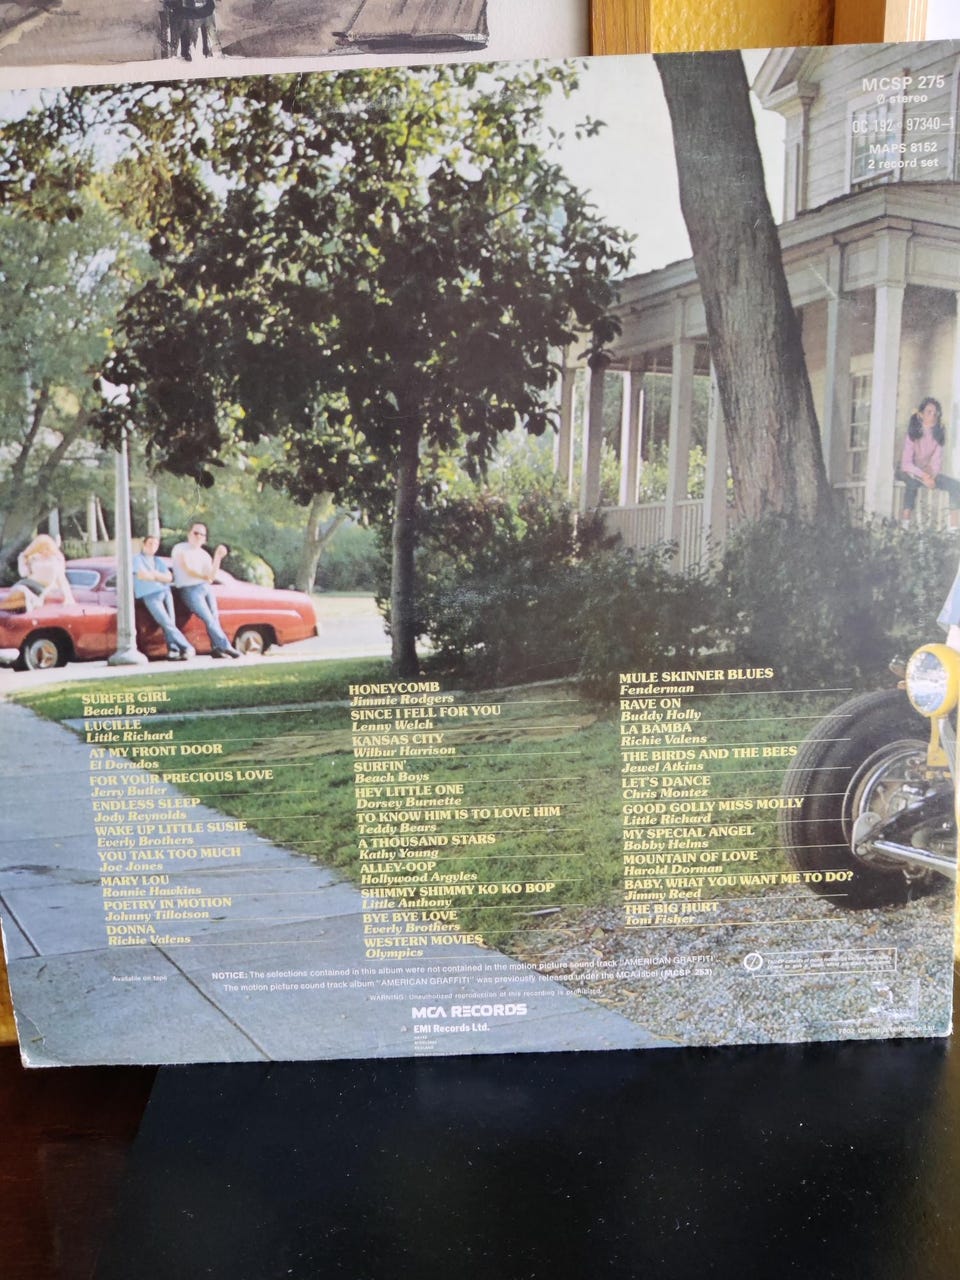 MCSP 275
Ø stereo
OC 192 o 97340-1
MAPS 8152
2 record set
SURFER GIRL
Beach Boys
LUCILLE
Little Richard
AT MY FRONT DOOR
El Dorados
FOR YOUR PRECIOUS LOVE
Jerry Butler
ENDLESS SLEEP
Jody Reynolds
WAKE UP LITTLE SUSIE
Everly Brothers
YOU TALK TOO MUCH
Joe Jones
MARY LOU
Ronnie Hawkins
POETRY IN MOTION
Johnny Tillotson
DONNA
Richie Valens
HONEYCOMB
Jimmie Rodgers
SINCE I FELL FOR YOU
Lenny Welch
KANSAS CITY
Wilbur Harrison
SURFIN'
Beach Boys
HEY LITTLE ONE
Dorsey Burnette
TO KNOW HIM IS TO LOVE HIM
Teddy Bears
A THOUSAND STARS
Kathy Young
ALLEY-OOP
Hollywood Argyles
SHIMMY SHIMMY KO KO BOP
Little Anthony
BYE BYE LOVE
Everly Brothers
WESTERN MOVIES
Olympics
MULE SKINNER BLUES
Fenderman
RAVE ON
Buddy Holly
LA BAMBA
Richie Valens
THE BIRDS AND THE BEES
Jewel Atkins
LET'S DANCE
Chris Montez
GOOD GOLLY MISS MOLLY
Little Richard
MY SPECIAL ANGEL
Bobby Helms
MOUNTAIN OF LOVE
Harold Dorman
BABY, WHAT YOU WANT ME TO DO?
Jimmy Reed
THE BIG HURT
Toni Fisher
Available on tape
NOTICE: The selections contained in this album were not contained in the motion picture sound track "AMERICAN GRAFFITI".
The motion picture sound track album "AMERICAN GRAFFITI" was previously released under the MCA label (MCSP 253)
WARNING: Unauthorized reproduction of this recording is prohibited
MCA RECORDS
EMI Records Ltd.